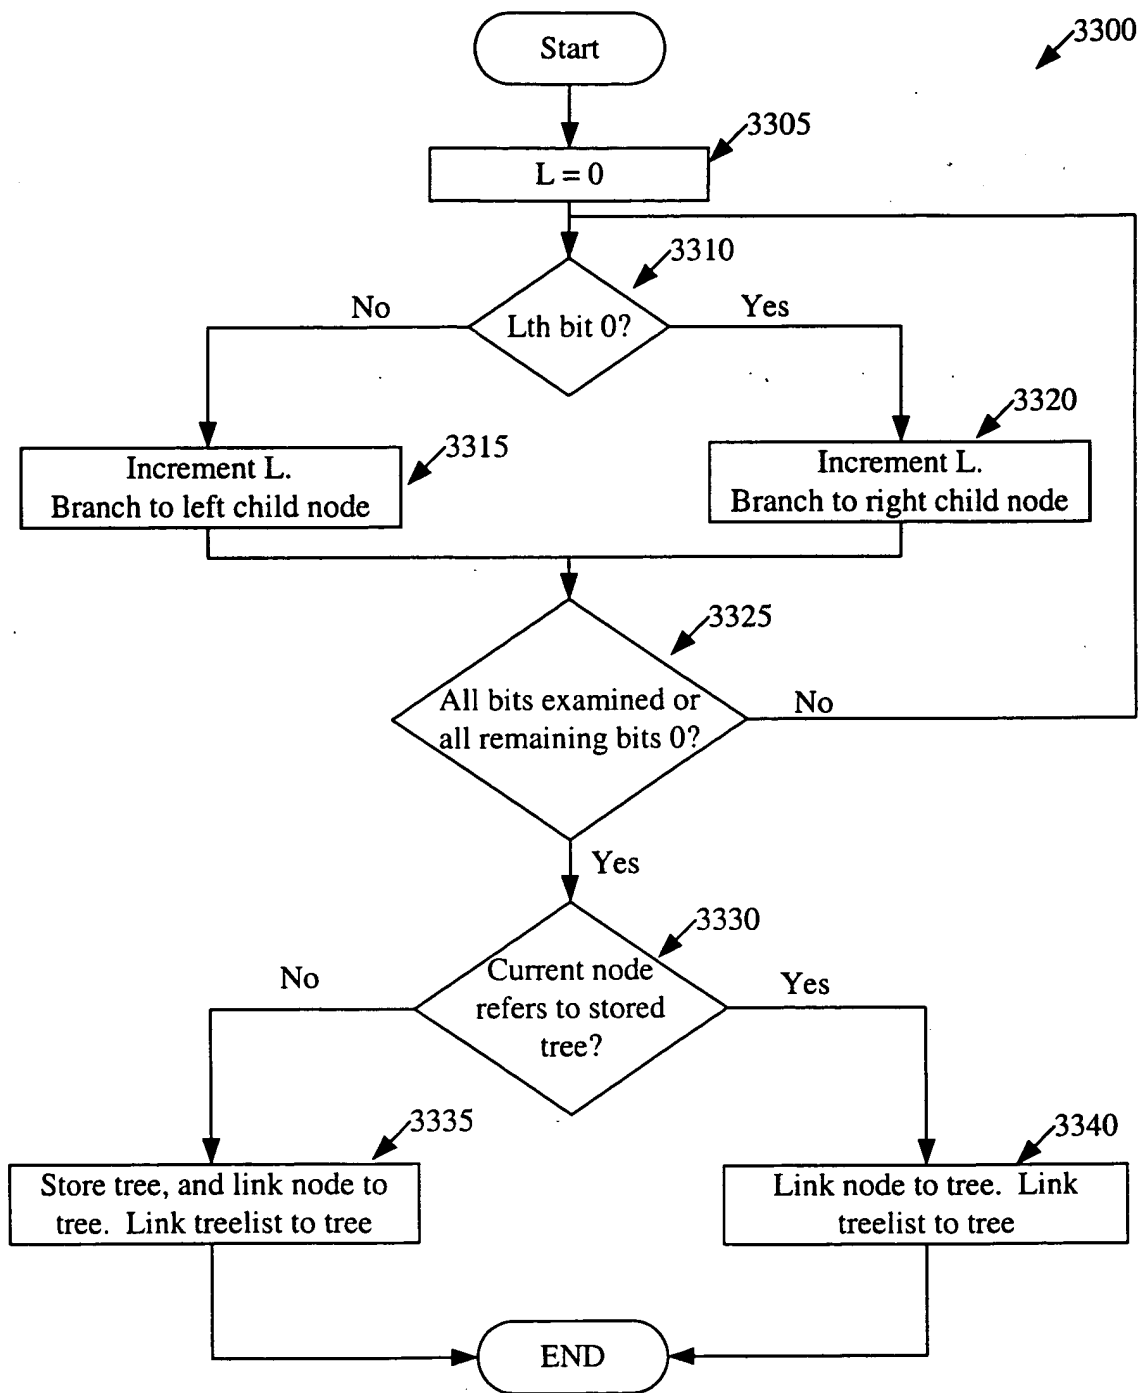 3300
Start
3305
L = 0
3310
No
Yes
Lth bit 0?
3320
3315
Increment L.
Branch to left child node
Increment L.
Branch to right child node
3325
All bits examined or
all remaining bits 0?
No
Yes
3330
No
Yes
Current node
refers to stored
tree?
3335
3340
Store tree, and link node to
tree. Link treelist to tree
Link node to tree. Link
treelist to tree
END